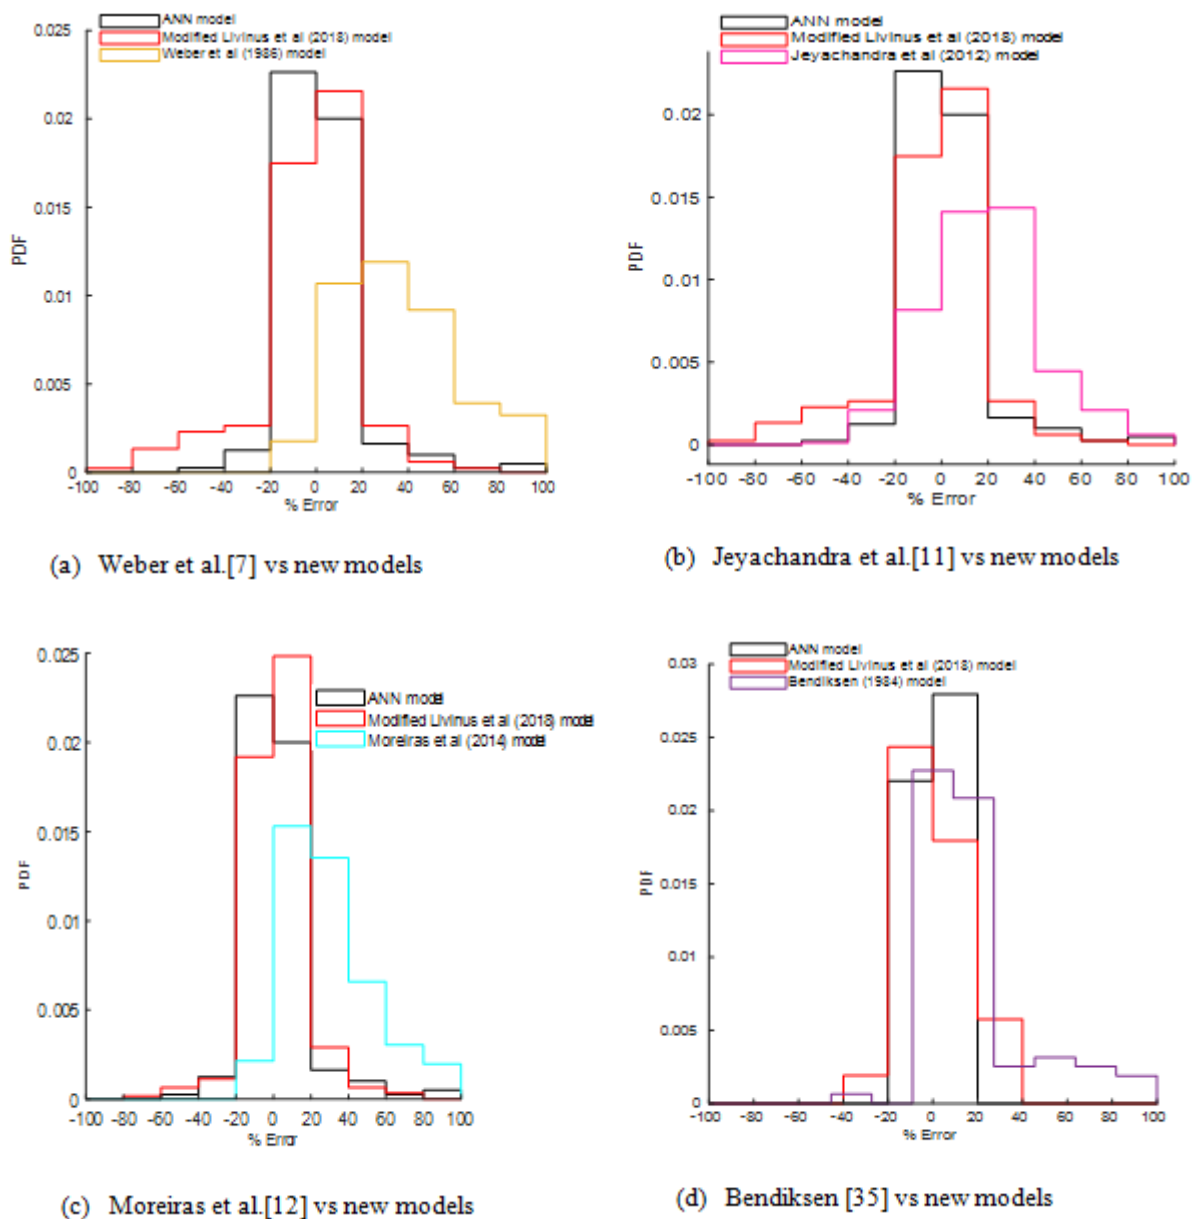 ANN model
Modified Livinus et al (2018) model
Weber et al (1986) model
0.025
0.02
0.015
0.01
0.005
0
PDF
-100 -80 -60 -40 -20 0 20 40 60 80 100
% Error
(a) Weber et al.[7] vs new models
ANN model
Modified Livinus et al (2018) model
Jeyachandra et al (2012) model
0.02
0.015
0.01
0.005
0
PDF
-100 -80 -60 -40 -20 0 20 40 60 80 100
% Error
(b) Jeyachandra et al.[11] vs new models
ANN model
Modified Livinus et al (2018) model
Moreiras et al (2014) model
0.025
0.02
0.015
0.01
0.005
0
PDF
-100 -80 -60 -40 -20 0 20 40 60 80 100
% Error
(c) Moreiras et al.[12] vs new models
ANN model
Modified Livinus et al (2018) model
Bendiksen (1984) model
0.03
0.025
0.02
0.015
0.01
0.005
0
PDF
-100 -80 -60 -40 -20 0 20 40 60 80 100
% Error
(d) Bendiksen [35] vs new models